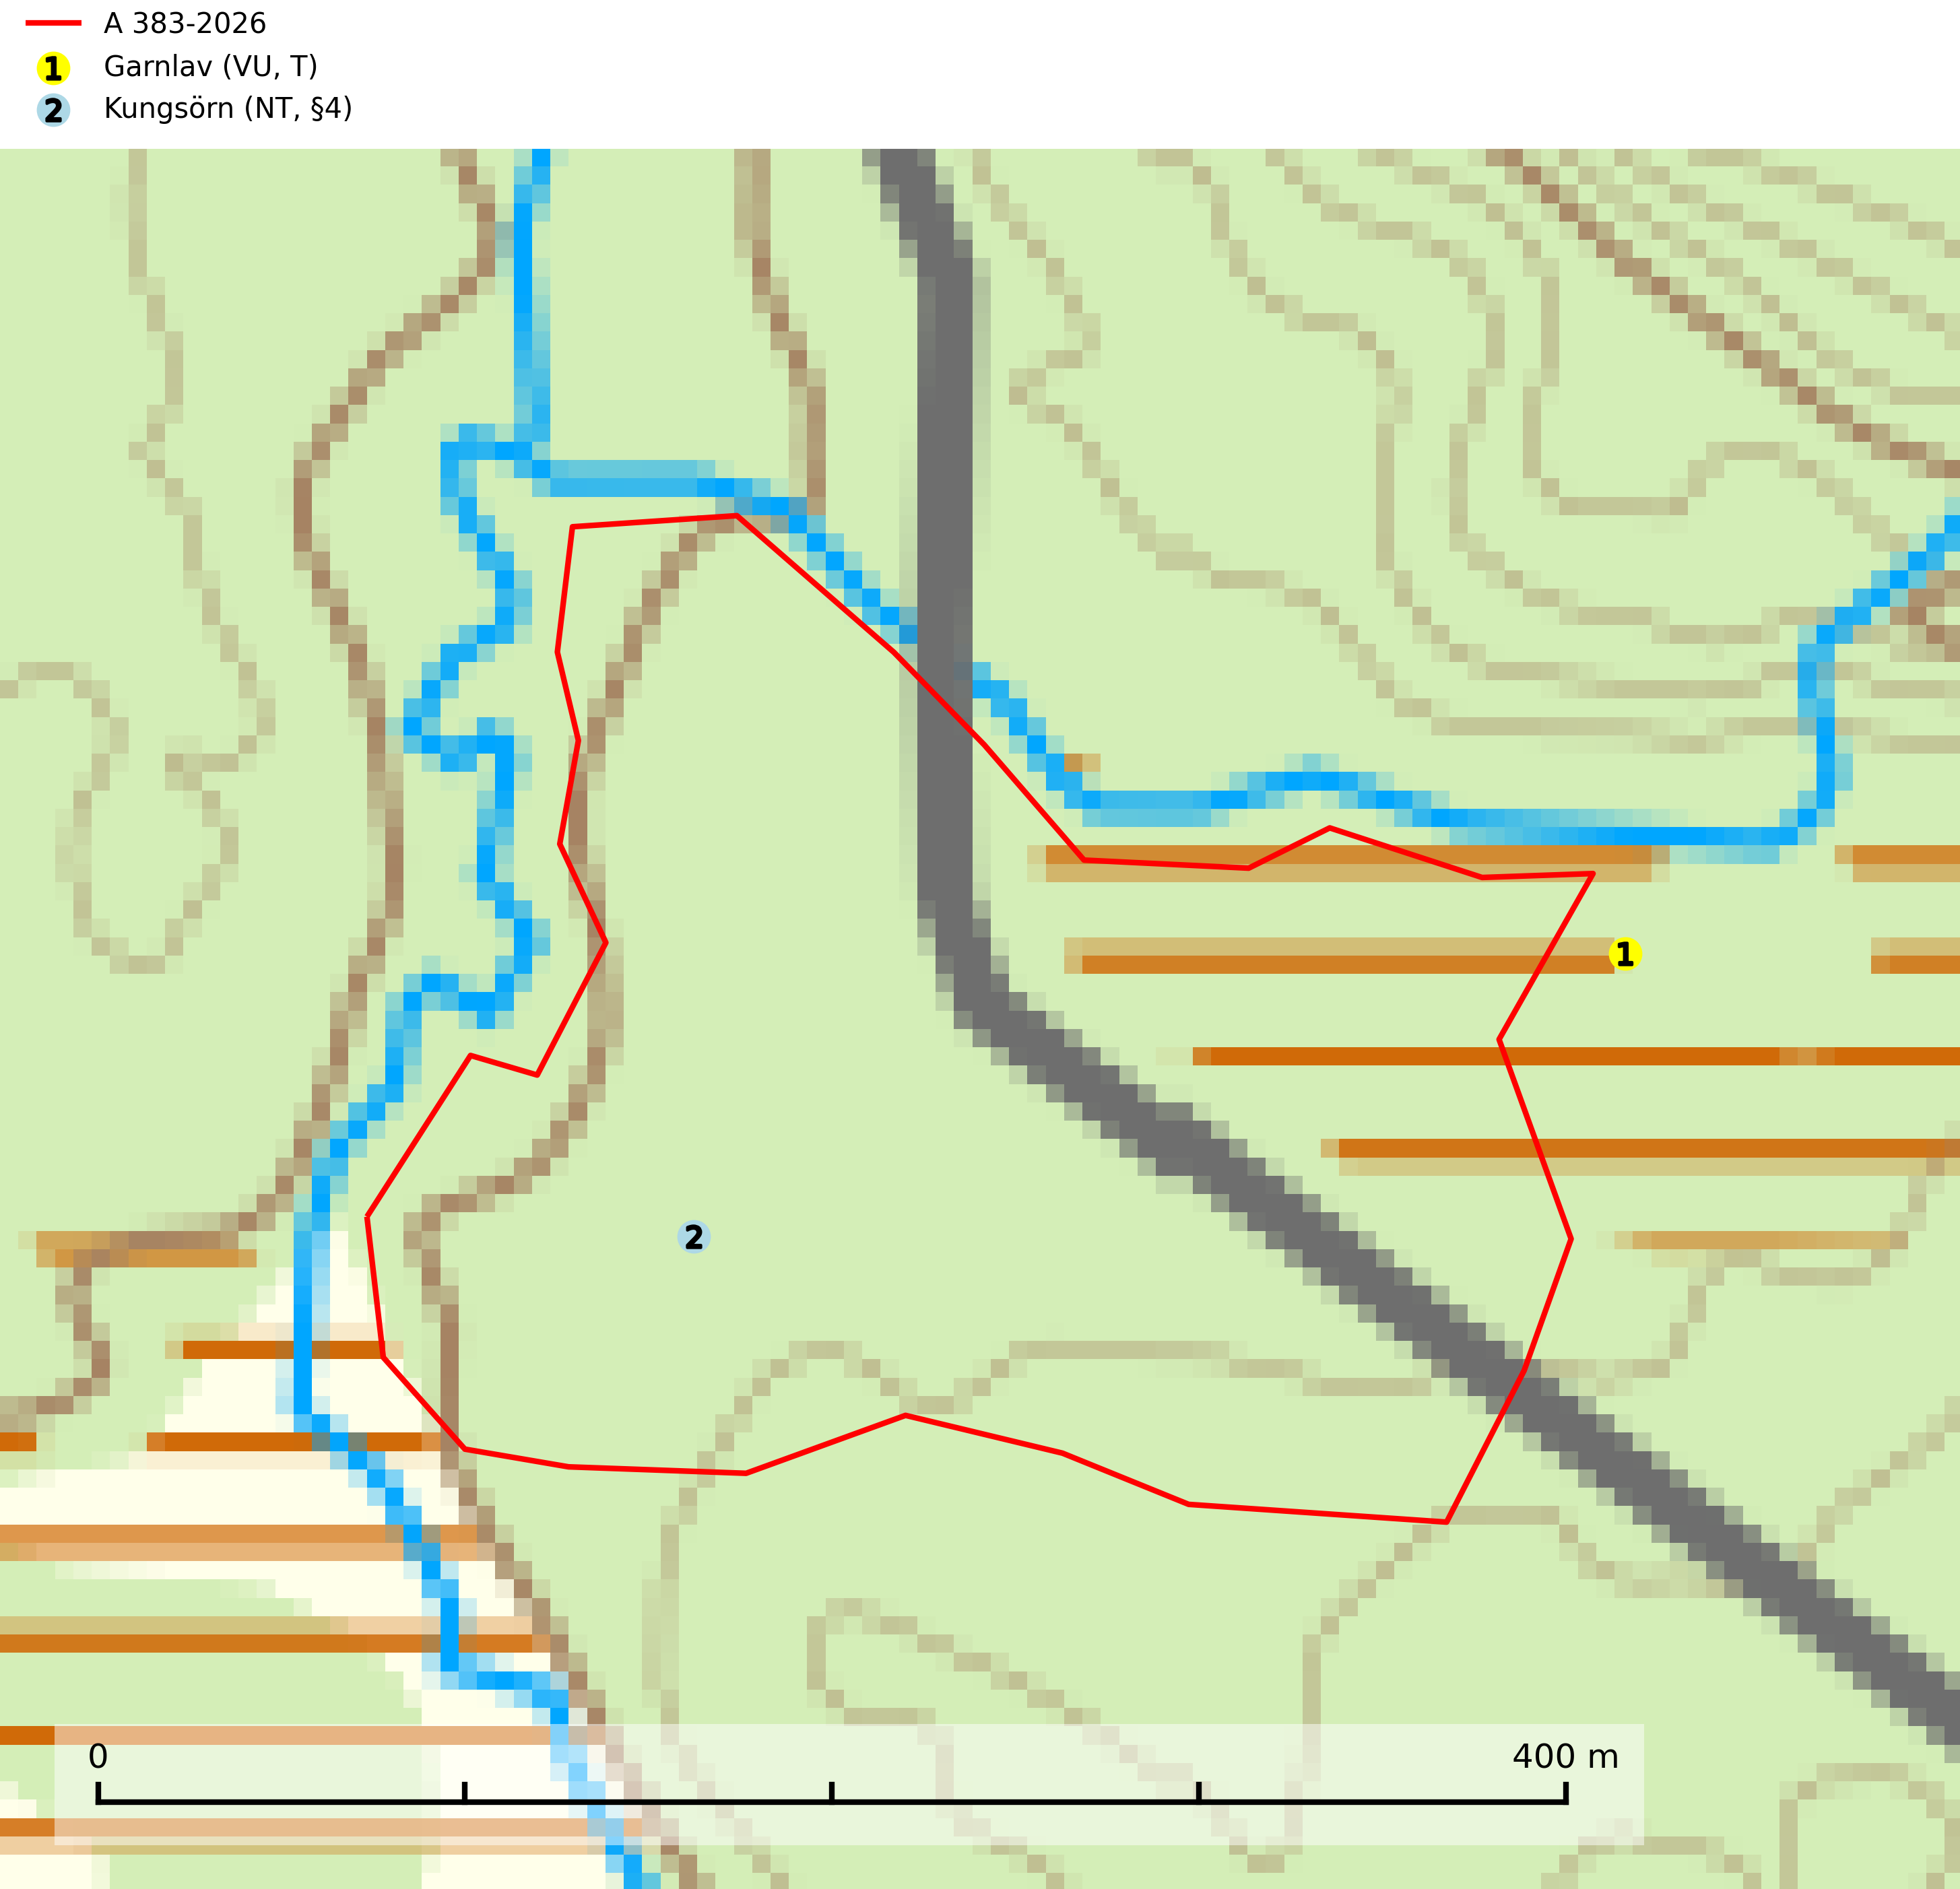 A 383-2026
1 Garnlav (VU, T)
2 Kungsörn (NT, §4)
1
2
0 400 m